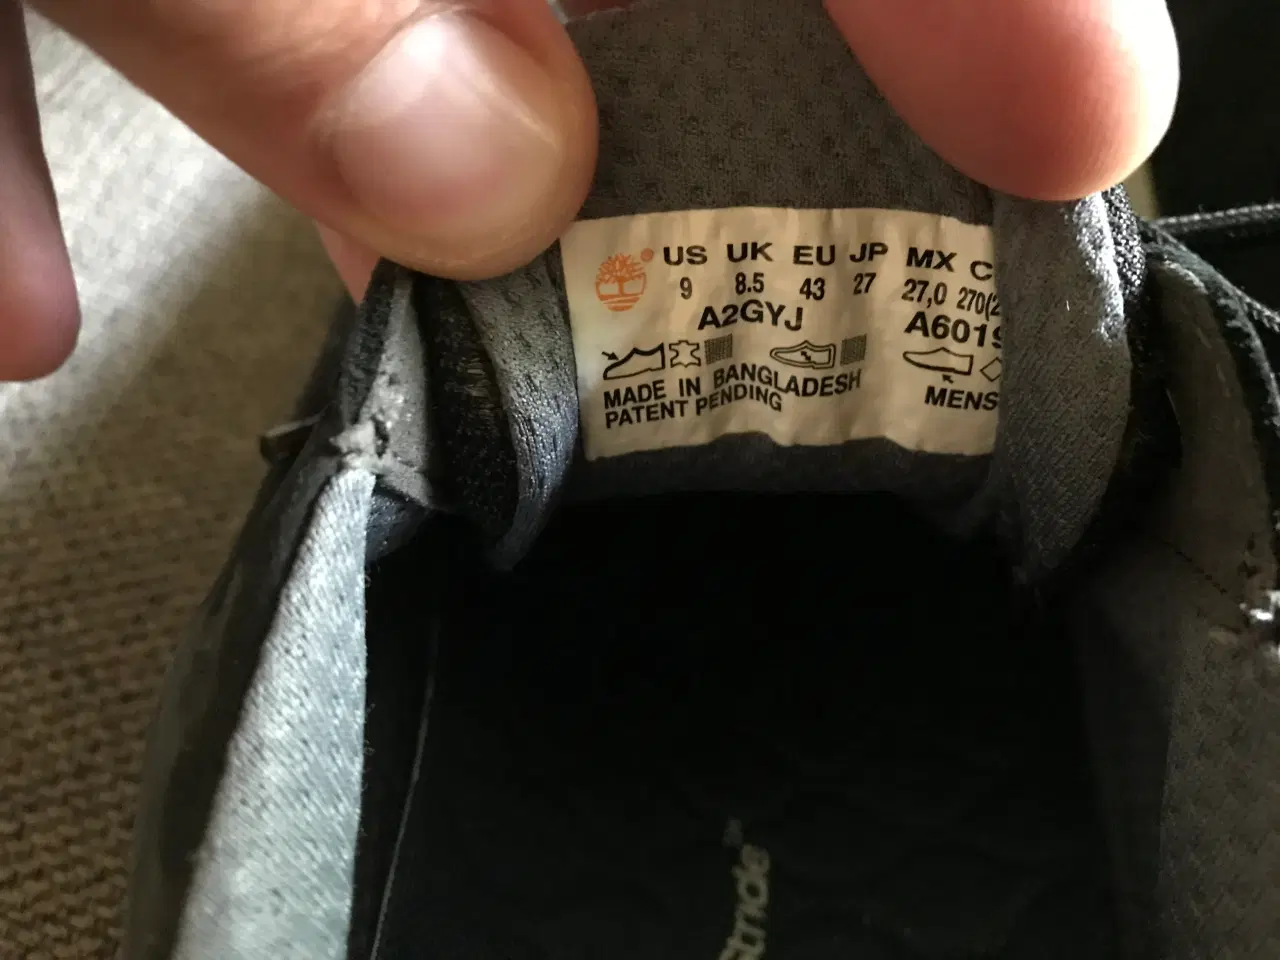 US UK EU JP MX C
9 8.5 43 27 27,0 270(2
A2GYJ A6019
MADE IN BANGLADESH MENS
PATENT PENDING